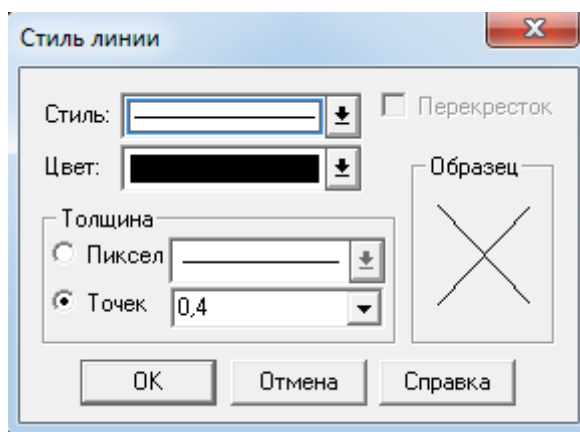 Стиль линии
Стиль:
Перекресток
Цвет:
Образец
Толщина
Пиксел
Точек 0,4
OK Отмена Справка